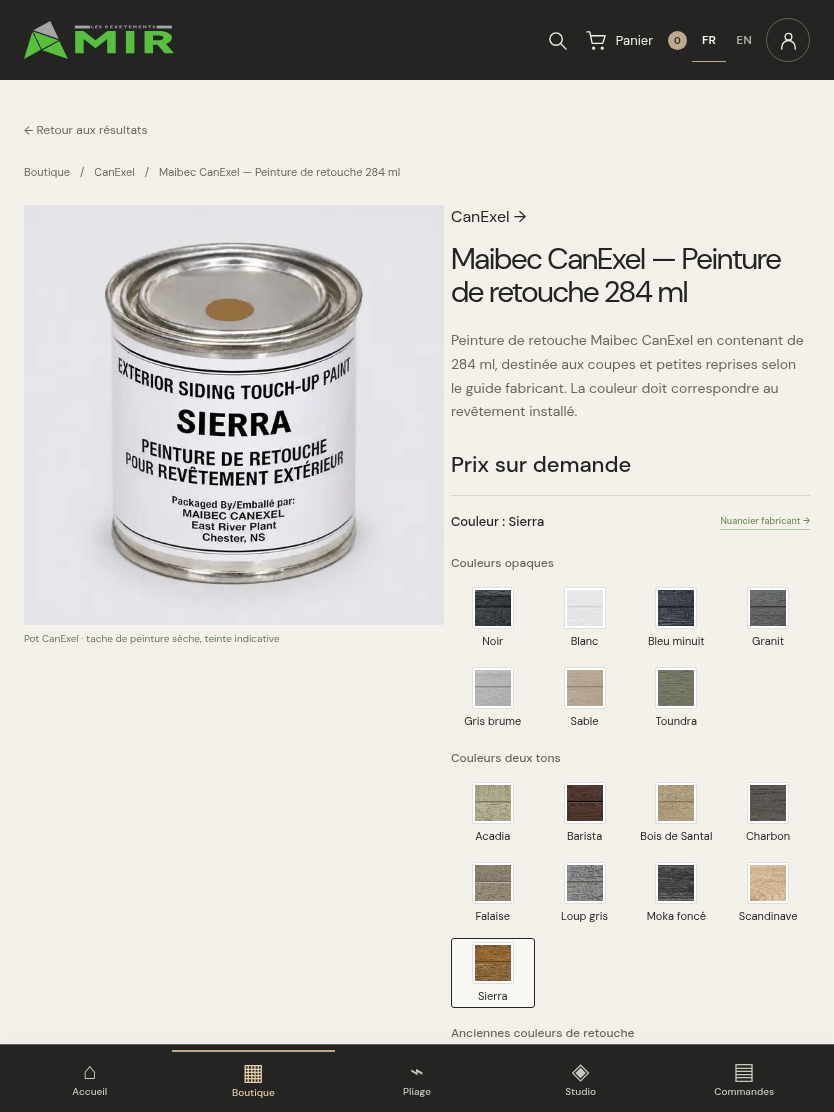 LES REVÊTEMENTS
AMIR
Panier
0
FR
EN
← Retour aux résultats
Boutique / CanExel / Maibec CanExel — Peinture de retouche 284 ml
EXTERIOR SIDING TOUCH-UP PAINT
SIERRA
PEINTURE DE RETOUCHE
POUR REVÊTEMENT EXTÉRIEUR
Packaged By/Emballé par:
MAIBEC CANEXEL
East River Plant
Chester, NS
Pot CanExel · tache de peinture sèche, teinte indicative
CanExel →
Maibec CanExel — Peinture
de retouche 284 ml
Peinture de retouche Maibec CanExel en contenant de
284 ml, destinée aux coupes et petites reprises selon
le guide fabricant. La couleur doit correspondre au
revêtement installé.
Prix sur demande
Couleur : Sierra
Nuancier fabricant →
Couleurs opaques
Noir
Blanc
Bleu minuit
Granit
Gris brume
Sable
Toundra
Couleurs deux tons
Acadia
Barista
Bois de Santal
Charbon
Falaise
Loup gris
Moka foncé
Scandinave
Sierra
Anciennes couleurs de retouche
Accueil
Boutique
Pliage
Studio
Commandes